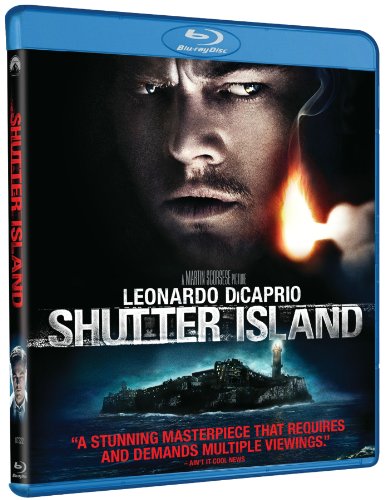 Blu-ray Disc
A MARTIN SCORSESE PICTURE
LEONARDO DiCAPRIO
SHUTTER ISLAND
“A STUNNING MASTERPIECE THAT REQUIRES
AND DEMANDS MULTIPLE VIEWINGS.”
– AIN'T IT COOL NEWS
SHUTTER ISLAND